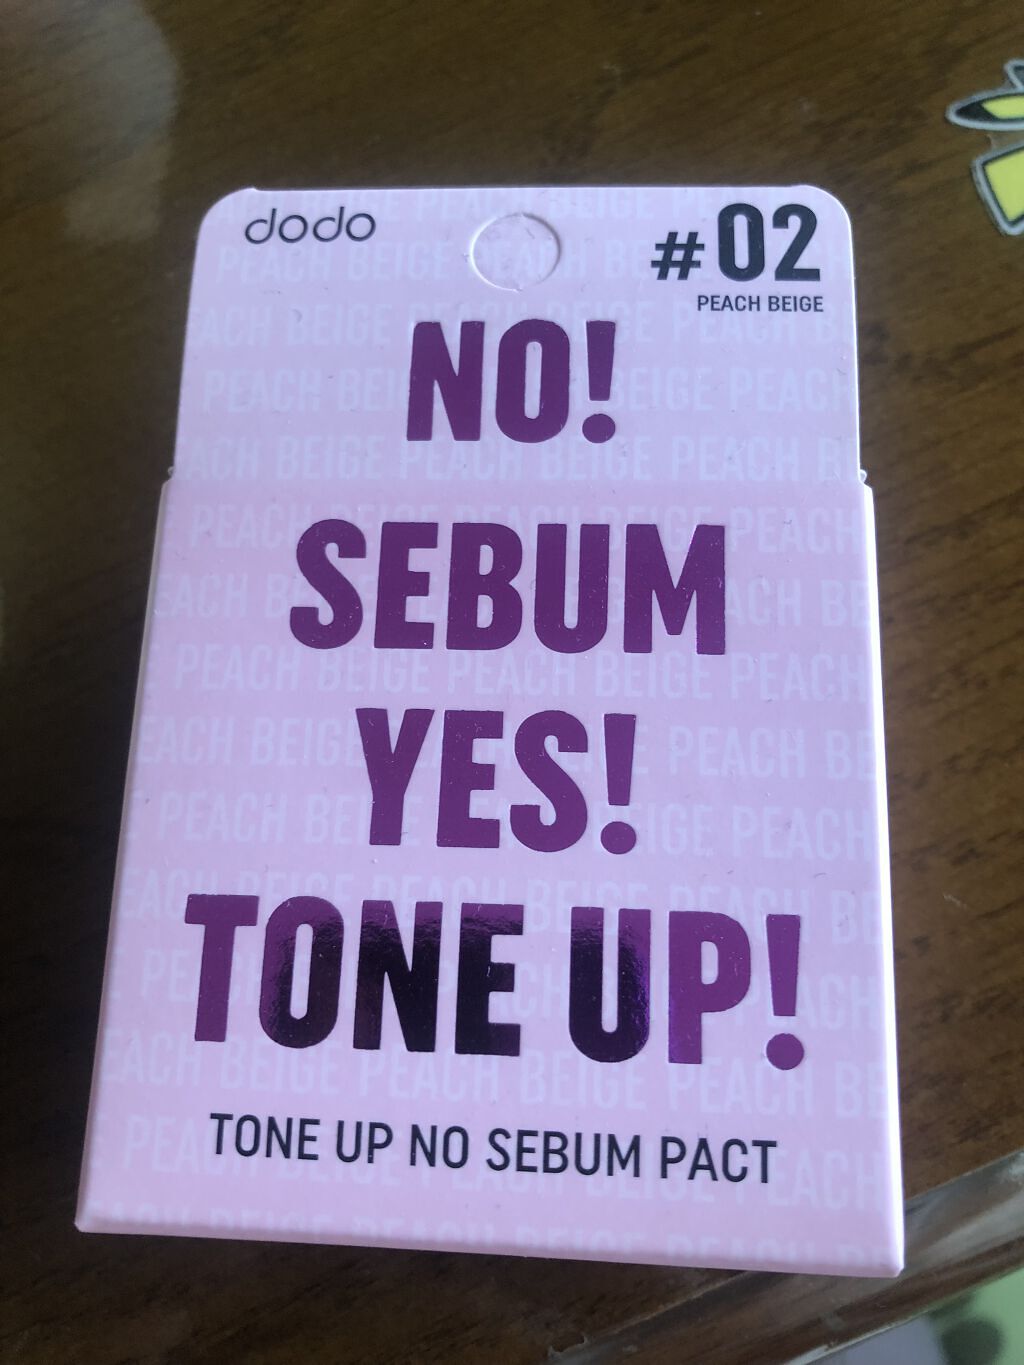 dodo
#02
PEACH BEIGE
NO!
SEBUM
YES!
TONE UP!
TONE UP NO SEBUM PACT